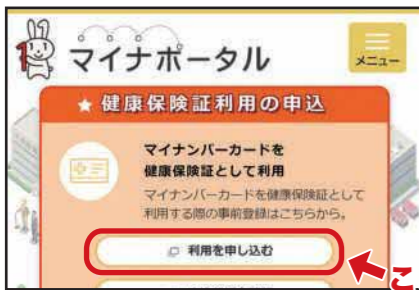 マイナポータル
メニュー
★ 健康保険証利用の申込
マイナンバーカードを
健康保険証として利用
マイナンバーカードを健康保険証として
利用する際の事前登録はこちらから。
利用を申し込む
こ